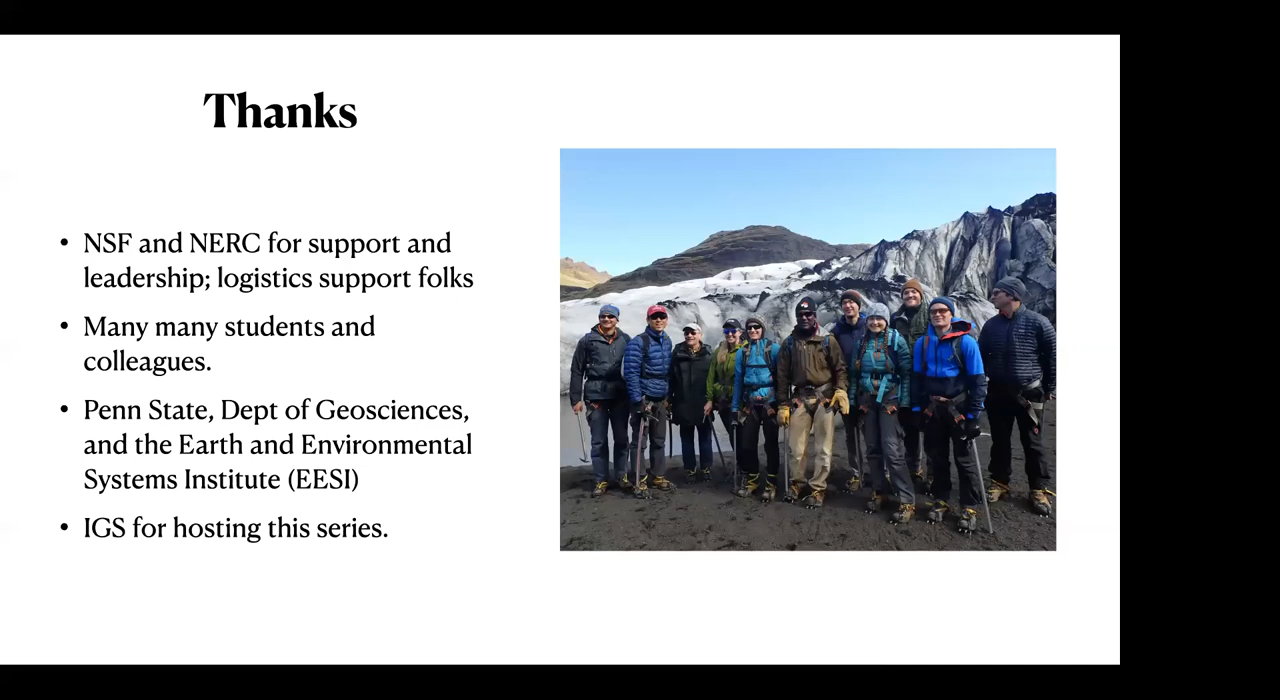 Thanks
• NSF and NERC for support and
leadership; logistics support folks
• Many many students and
colleagues.
• Penn State, Dept of Geosciences,
and the Earth and Environmental
Systems Institute (EESI)
• IGS for hosting this series.